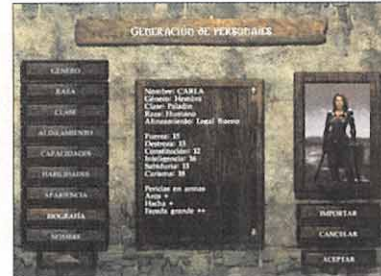 GENERACIÓN DE PERSONAJES
GÉNERO
RAZA
CLASE
ALINEAMIENTO
CAPACIDADES
HABILIDADES
APARIENCIA
BIOGRAFÍA
NOMBRE
Nombre: CARLA
Género: Hembra
Clase: Paladín
Raza: Humano
Alineamiento: Legal Bueno
Fuerza: 15
Destreza: 13
Constitución: 12
Inteligencia: 16
Sabiduría: 13
Carisma: 18
Pericias en armas
Arco +
Hacha +
Espada grande ++
IMPORTAR
CANCELAR
ACEPTAR